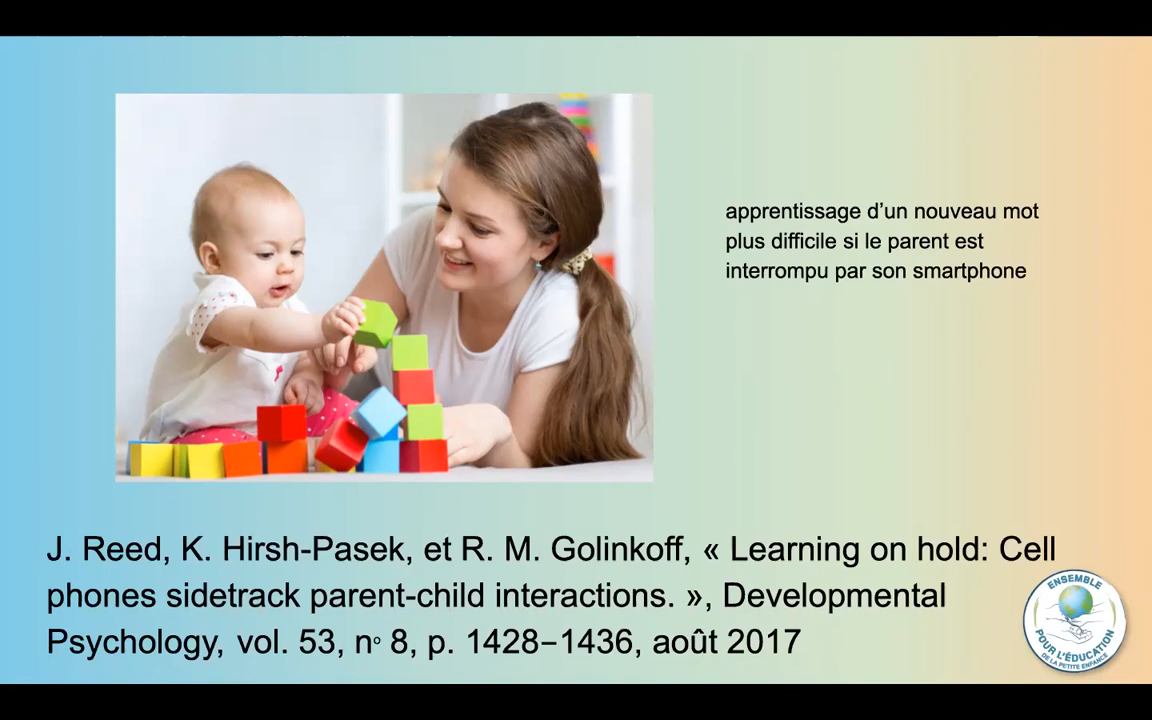 apprentissage d’un nouveau mot
plus difficile si le parent est
interrompu par son smartphone
J. Reed, K. Hirsh-Pasek, et R. M. Golinkoff, « Learning on hold: Cell
phones sidetrack parent-child interactions. », Developmental
Psychology, vol. 53, nᵒ 8, p. 1428‒1436, août 2017
ENSEMBLE
POUR L'ÉDUCATION
DE LA PETITE ENFANCE